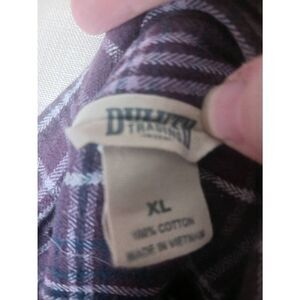 DULUTH
TRADING
XL
100% COTTON
MADE IN VIETNAM